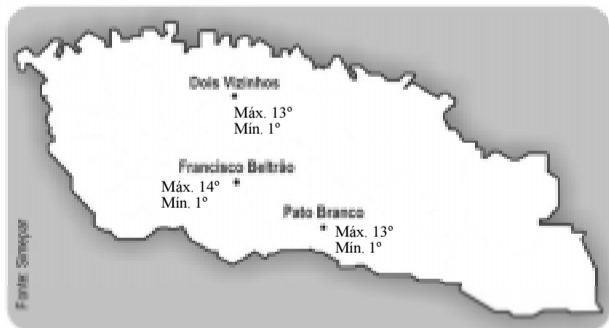 Dois Vizinhos
Máx. 13º
Mín. 1º
Francisco Beltrão
Máx. 14º
Mín. 1º
Pato Branco
Máx. 13º
Mín. 1º
Fonte: Simepar